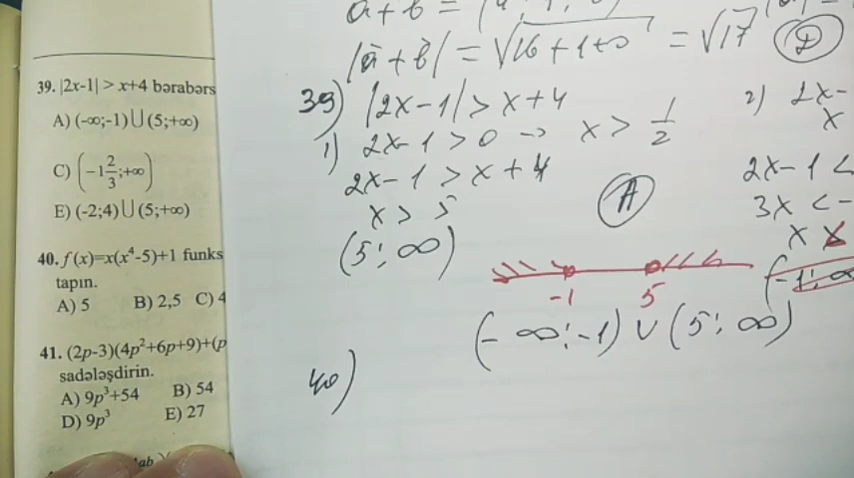 39. |2x-1| > x+4 bərabərs
A) (-∞;-1)⋃(5;+∞)
C) (-1 2/3;+∞)
E) (-2;4)⋃(5;+∞)
40. f(x)=x(x⁴-5)+1 funks
tapın.
A) 5 B) 2,5 C) 4
41. (2p-3)(4p²+6p+9)+(p
sadələşdirin.
A) 9p³+54 B) 54
D) 9p³ E) 27
a+b = (
|a+b| = √16+1+0 = √17 D
39) |2x-1|>x+4
1) 2x-1>0 → x > 1/2
2x-1>x+4
x>5
(5;∞)
A
2) 2x-
x
2x-1<
3x<-
x<
-1 5
(-∞;-1)∪(5;∞)
40)